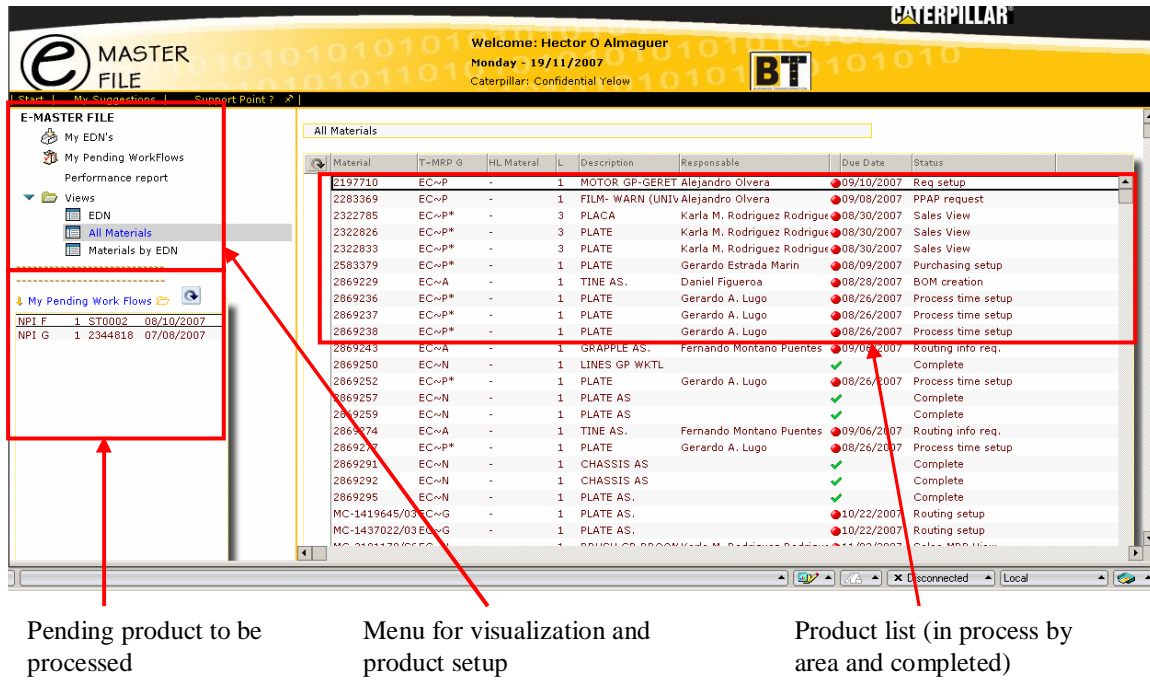 CATERPILLAR®
e MASTER FILE
Welcome: Hector O Almaguer
Monday - 19/11/2007
Caterpillar: Confidential Yelow
BT
| Start | My Suggestions | Support Point ? |
E-MASTER FILE
My EDN's
My Pending WorkFlows
Performance report
Views
EDN
All Materials
Materials by EDN
My Pending Work Flows
NPI F 1 ST0002 08/10/2007
NPI G 1 2344818 07/08/2007
All Materials
Material T~MRP G HL Materal L Description Responsable Due Date Status
2197710 EC~P - 1 MOTOR GP-GERET Alejandro Olvera 09/10/2007 Req setup
2283369 EC~P - 1 FILM- WARN (UNIV Alejandro Olvera 09/08/2007 PPAP request
2322785 EC~P* - 3 PLACA Karla M. Rodriguez Rodrigue 08/30/2007 Sales View
2322826 EC~P* - 3 PLATE Karla M. Rodriguez Rodrigue 08/30/2007 Sales View
2322833 EC~P* - 3 PLATE Karla M. Rodriguez Rodrigue 08/30/2007 Sales View
2583379 EC~P* - 1 PLATE Gerardo Estrada Marin 08/09/2007 Purchasing setup
2869229 EC~A - 1 TINE AS. Daniel Figueroa 08/28/2007 BOM creation
2869236 EC~P* - 1 PLATE Gerardo A. Lugo 08/26/2007 Process time setup
2869237 EC~P* - 1 PLATE Gerardo A. Lugo 08/26/2007 Process time setup
2869238 EC~P* - 1 PLATE Gerardo A. Lugo 08/26/2007 Process time setup
2869243 EC~A - 1 GRAPPLE AS. Fernando Montano Puentes 09/06/2007 Routing info req.
2869250 EC~N - 1 LINES GP WKTL Complete
2869252 EC~P* - 1 PLATE Gerardo A. Lugo 08/26/2007 Process time setup
2869257 EC~N - 1 PLATE AS Complete
2869259 EC~N - 1 PLATE AS Complete
2869274 EC~A - 1 TINE AS. Fernando Montano Puentes 09/06/2007 Routing info req.
2869277 EC~P* - 1 PLATE Gerardo A. Lugo 08/26/2007 Process time setup
2869291 EC~N - 1 CHASSIS AS Complete
2869292 EC~N - 1 CHASSIS AS Complete
2869295 EC~N - 1 PLATE AS. Complete
MC-1419645/03 EC~G - 1 PLATE AS. 10/22/2007 Routing setup
MC-1437022/03 EC~G - 1 PLATE AS. 10/22/2007 Routing setup
Disconnected Local
Pending product to be processed
Menu for visualization and product setup
Product list (in process by area and completed)